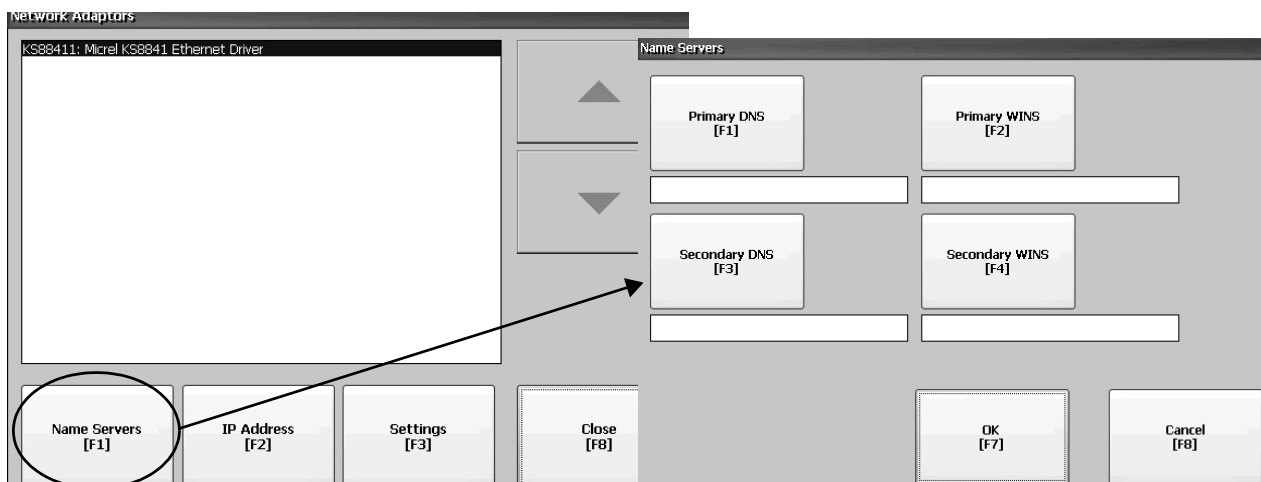 Network Adaptors
KS88411: Micrel KS8841 Ethernet Driver
Name Servers
[F1]
IP Address
[F2]
Settings
[F3]
Close
[F8]
Name Servers
Primary DNS
[F1]
Primary WINS
[F2]
Secondary DNS
[F3]
Secondary WINS
[F4]
OK
[F7]
Cancel
[F8]